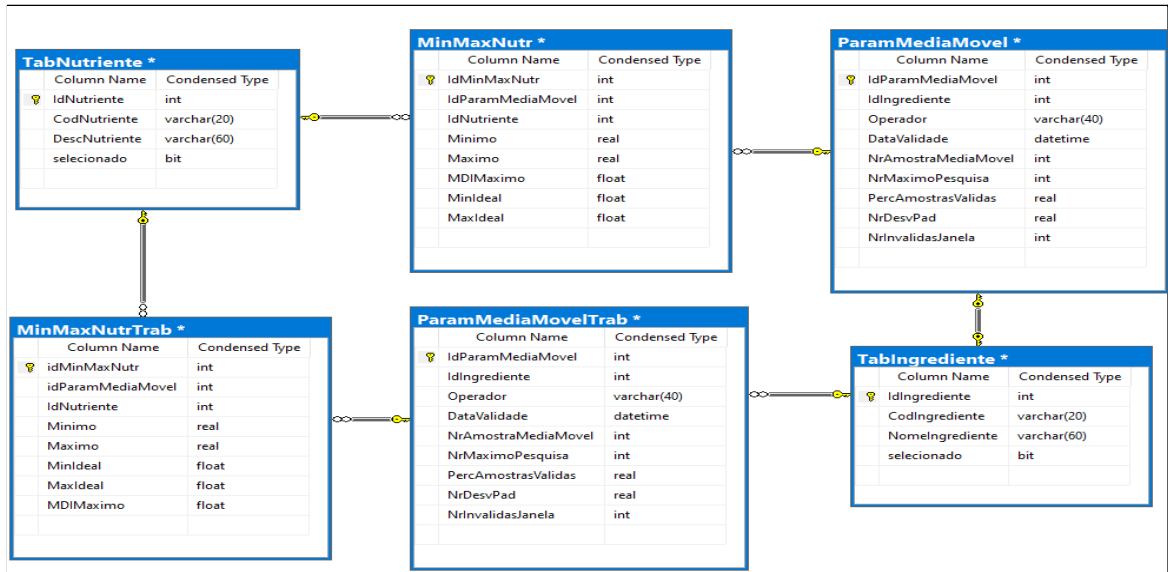 TabNutriente *
Column Name Condensed Type
IdNutriente int
CodNutriente varchar(20)
DescNutriente varchar(60)
selecionado bit
MinMaxNutr *
Column Name Condensed Type
IdMinMaxNutr int
IdParamMediaMovel int
IdNutriente int
Minimo real
Maximo real
MDIMaximo float
MinIdeal float
MaxIdeal float
ParamMediaMovel *
Column Name Condensed Type
IdParamMediaMovel int
IdIngrediente int
Operador varchar(40)
DataValidade datetime
NrAmostraMediaMovel int
NrMaximoPesquisa int
PercAmostrasValidas real
NrDesvPad real
NrInvalidasJanela int
MinMaxNutrTrab *
Column Name Condensed Type
idMinMaxNutr int
idParamMediaMovel int
IdNutriente int
Minimo real
Maximo real
MinIdeal float
MaxIdeal float
MDIMaximo float
ParamMediaMovelTrab *
Column Name Condensed Type
IdParamMediaMovel int
IdIngrediente int
Operador varchar(40)
DataValidade datetime
NrAmostraMediaMovel int
NrMaximoPesquisa int
PercAmostrasValidas real
NrDesvPad real
NrInvalidasJanela int
TabIngrediente *
Column Name Condensed Type
IdIngrediente int
CodIngrediente varchar(20)
NomeIngrediente varchar(60)
selecionado bit